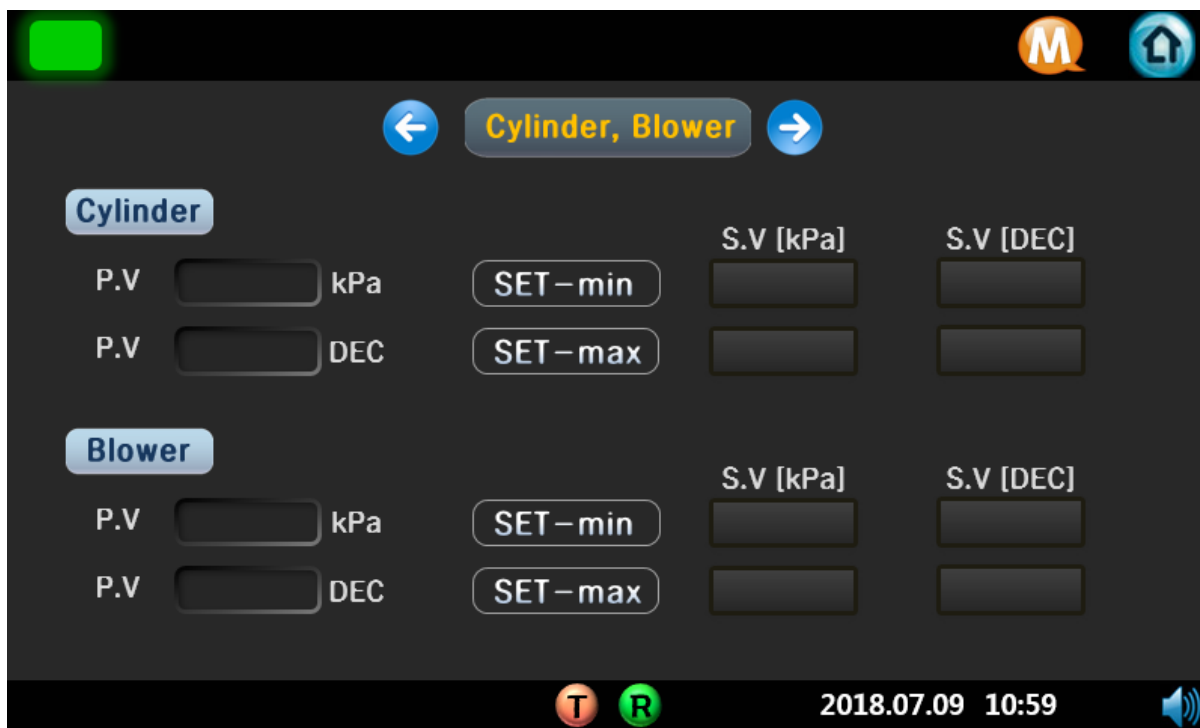 M
Cylinder, Blower
Cylinder
S.V [kPa] S.V [DEC]
P.V kPa SET-min
P.V DEC SET-max
Blower
S.V [kPa] S.V [DEC]
P.V kPa SET-min
P.V DEC SET-max
T R 2018.07.09 10:59